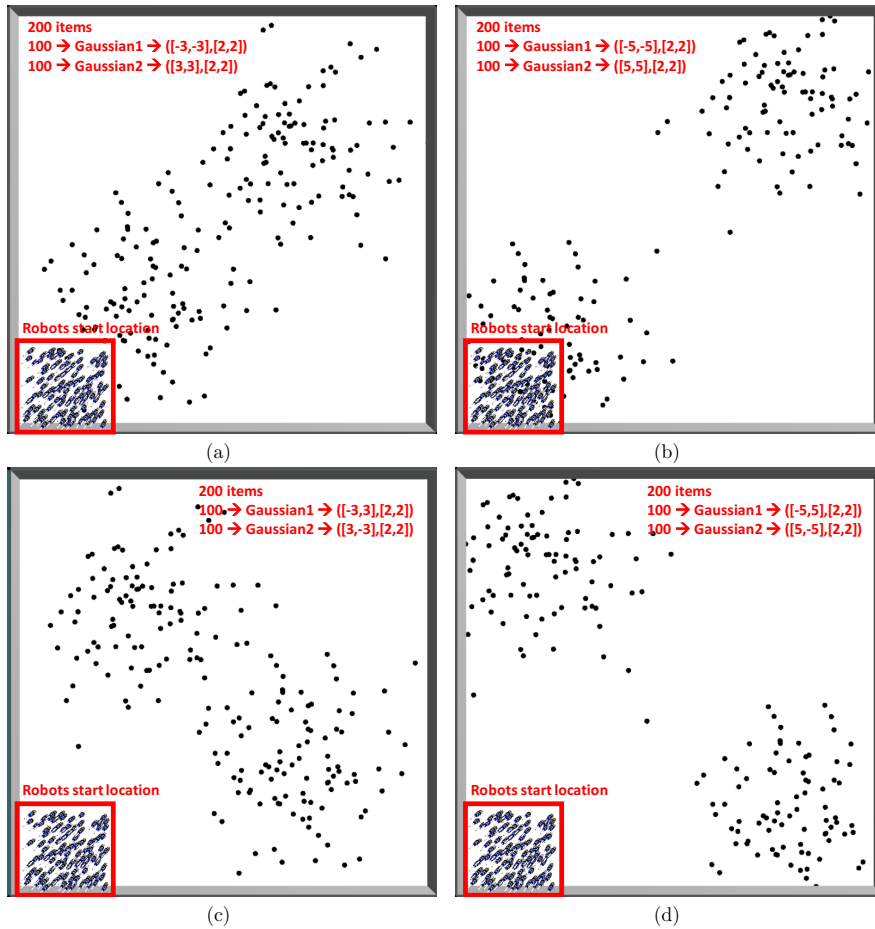 200 items
100 → Gaussian1 → ([-3,-3],[2,2])
100 → Gaussian2 → ([3,3],[2,2])
Robots start location
(a)
200 items
100 → Gaussian1 → ([-5,-5],[2,2])
100 → Gaussian2 → ([5,5],[2,2])
Robots start location
(b)
200 items
100 → Gaussian1 → ([-3,3],[2,2])
100 → Gaussian2 → ([3,-3],[2,2])
Robots start location
(c)
200 items
100 → Gaussian1 → ([-5,5],[2,2])
100 → Gaussian2 → ([5,-5],[2,2])
Robots start location
(d)